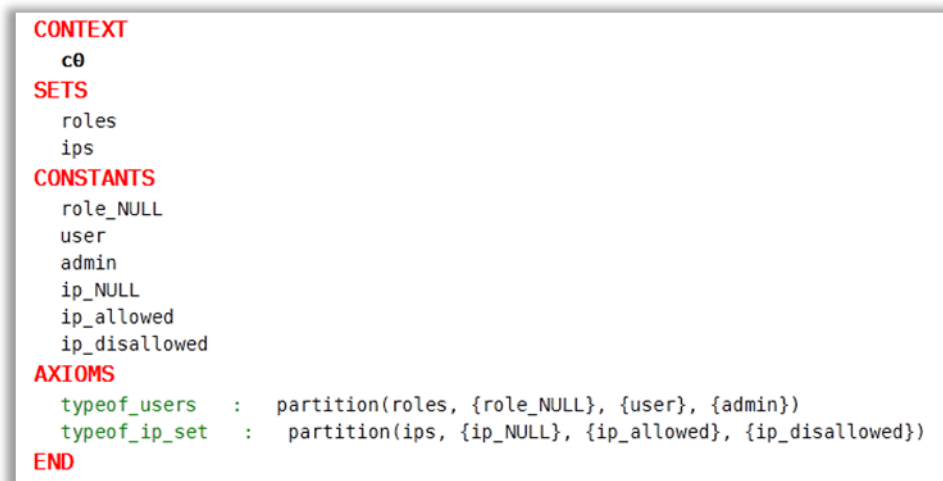 CONTEXT
c0
SETS
roles
ips
CONSTANTS
role_NULL
user
admin
ip_NULL
ip_allowed
ip_disallowed
AXIOMS
typeof_users : partition(roles, {role_NULL}, {user}, {admin})
typeof_ip_set : partition(ips, {ip_NULL}, {ip_allowed}, {ip_disallowed})
END